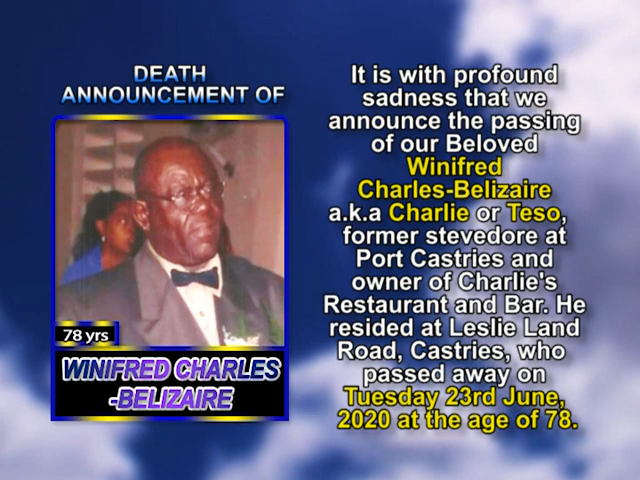 DEATH
ANNOUNCEMENT OF
78 yrs
WINIFRED CHARLES
-BELIZAIRE
It is with profound
sadness that we
announce the passing
of our Beloved
Winifred
Charles-Belizaire
a.k.a Charlie or Teso,
former stevedore at
Port Castries and
owner of Charlie's
Restaurant and Bar. He
resided at Leslie Land
Road, Castries, who
passed away on
Tuesday 23rd June,
2020 at the age of 78.